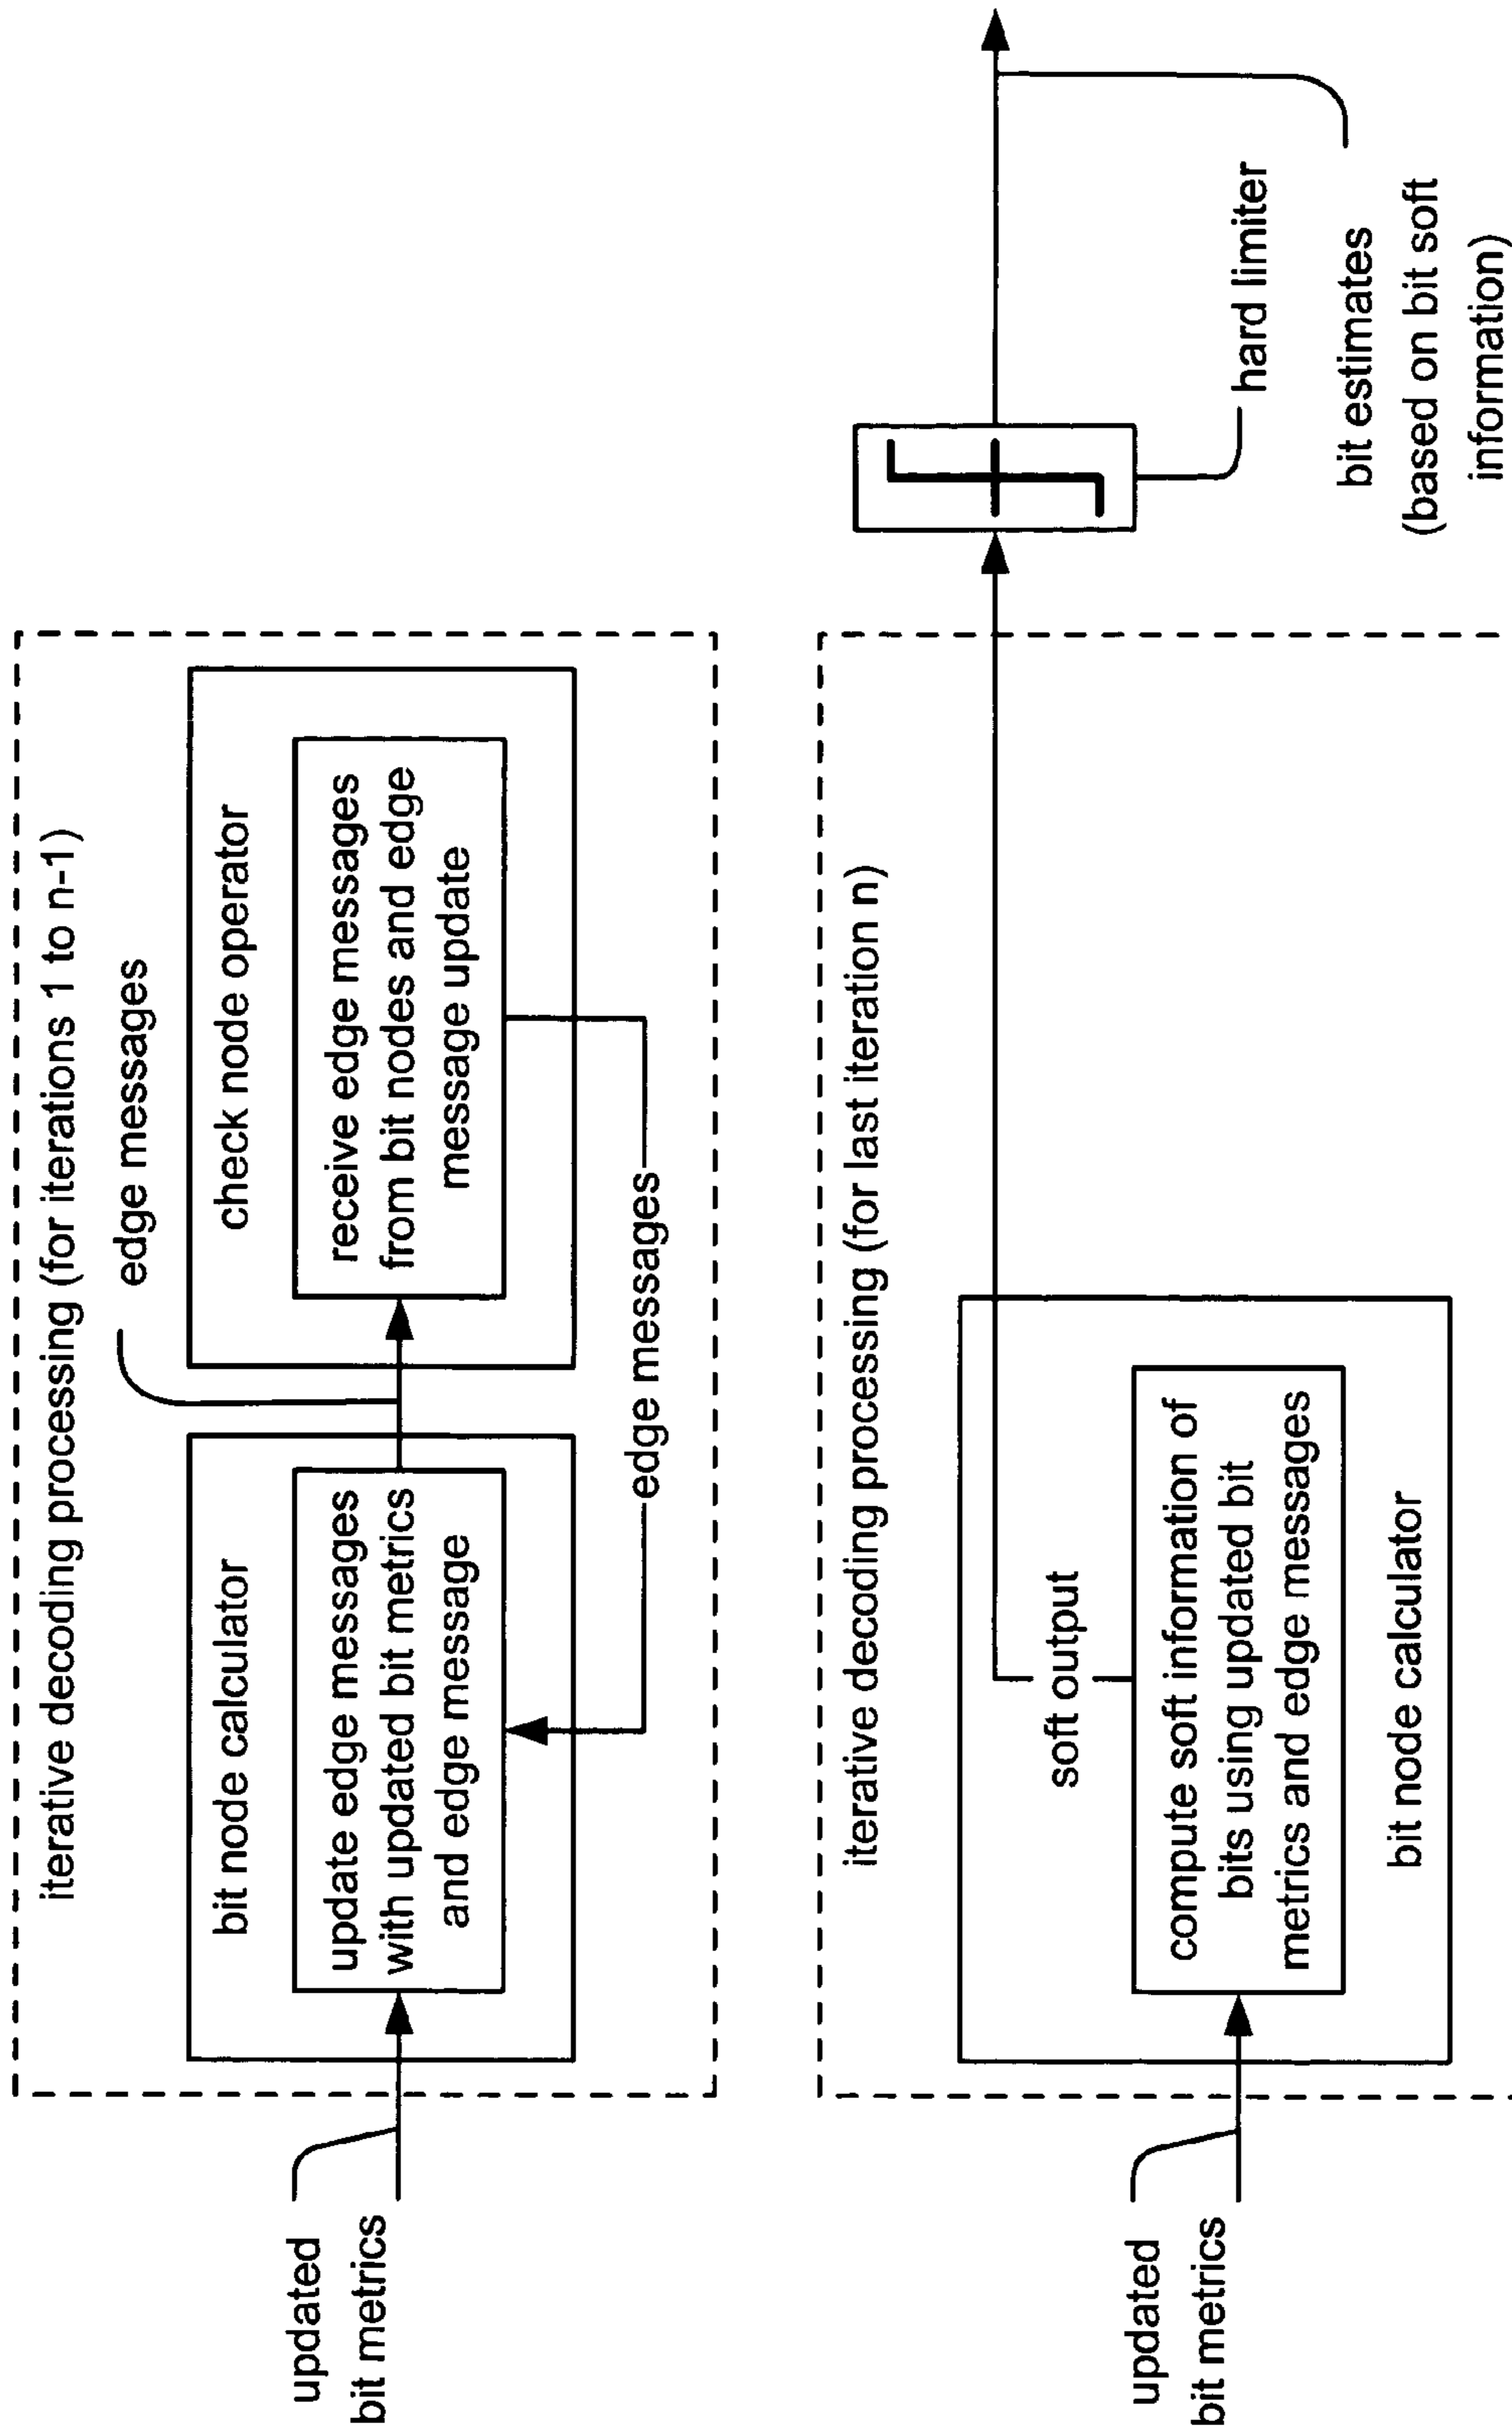 iterative decoding processing (for iterations 1 to n-1)
edge messages
updated
bit metrics
bit node calculator
update edge messages
with updated bit metrics
and edge message
check node operator
receive edge messages
from bit nodes and edge
message update
edge messages
iterative decoding processing (for last iteration n)
updated
bit metrics
soft output
compute soft information of
bits using updated bit
metrics and edge messages
bit node calculator
hard limiter
bit estimates
(based on bit soft
information)